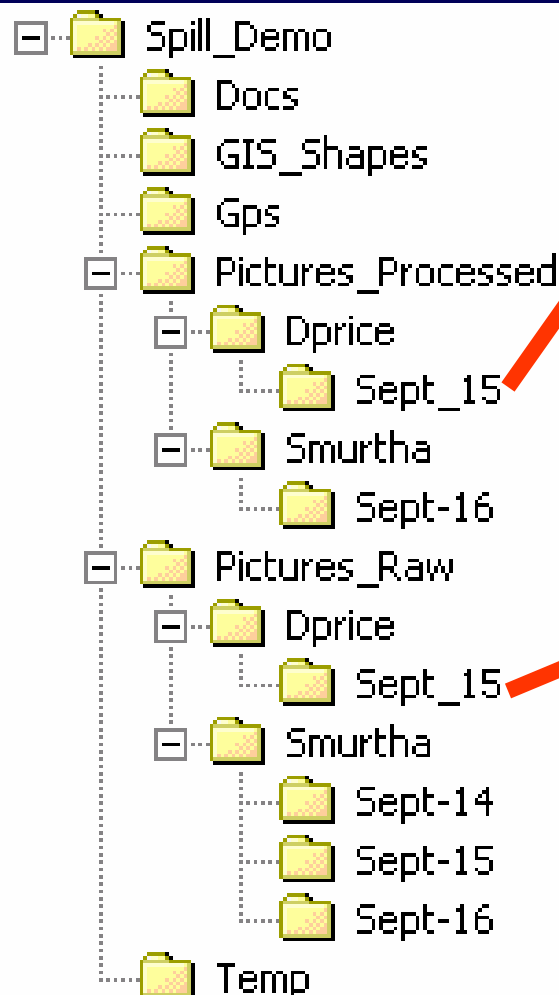 Spill_Demo
Docs
GIS_Shapes
Gps
Pictures_Processed
Dprice
Sept_15
Smurtha
Sept-16
Pictures_Raw
Dprice
Sept_15
Smurtha
Sept-14
Sept-15
Sept-16
Temp